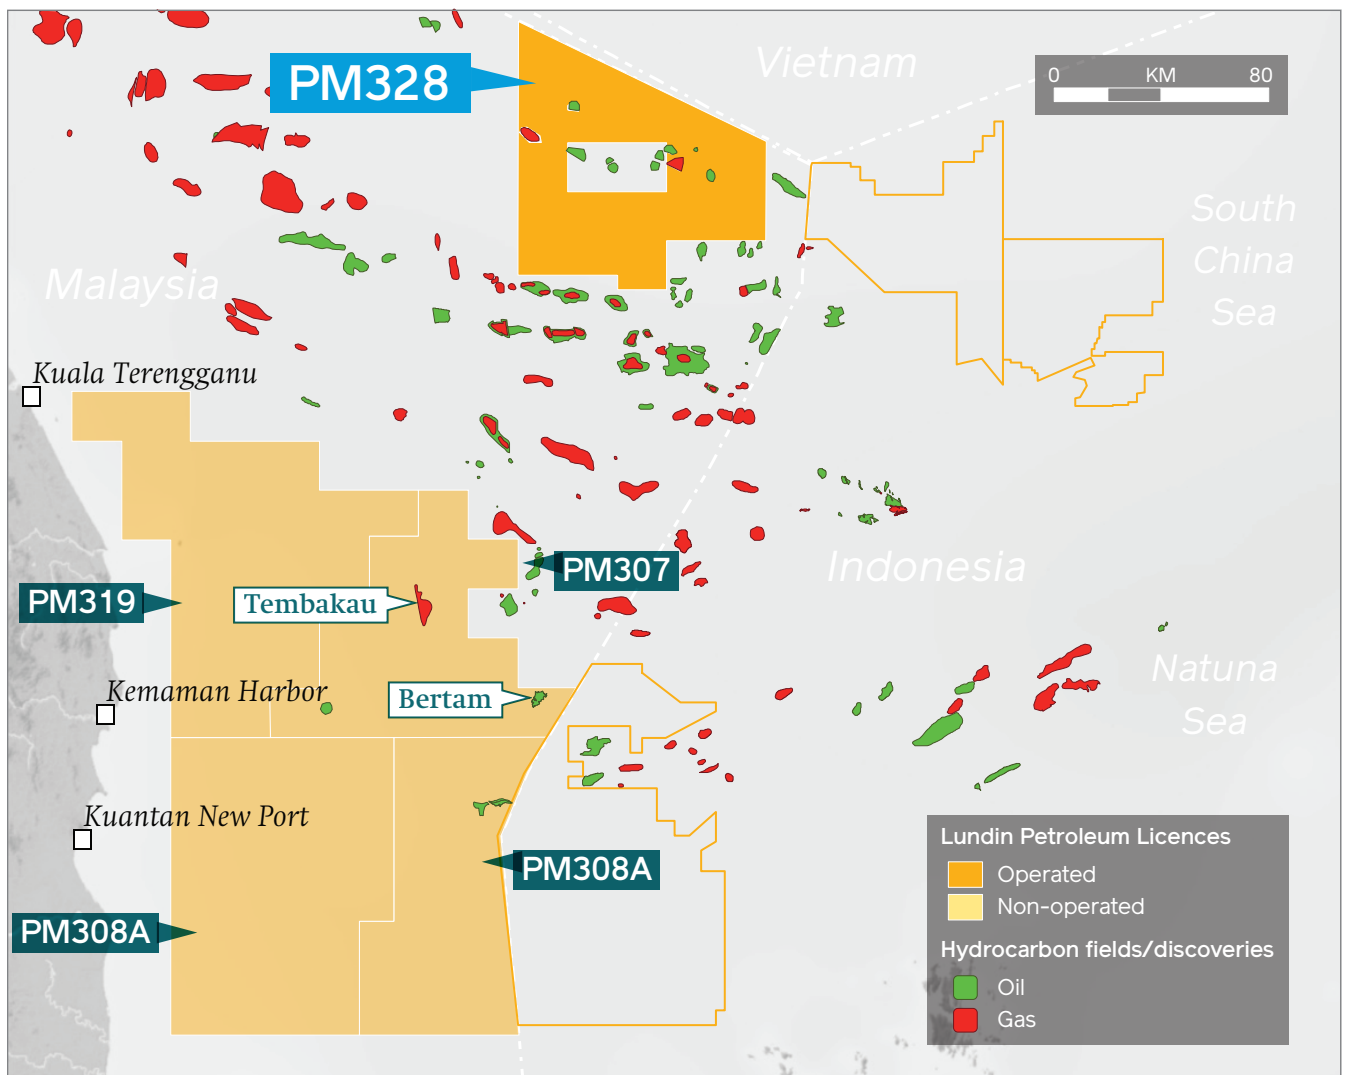 Vietnam
0 KM 80
PM328
South
China
Sea
Malaysia
Kuala Terengganu
Indonesia
PM307
PM319
Tembakau
Kemaman Harbor
Bertam
Natuna
Sea
Kuantan New Port
PM308A
PM308A
Lundin Petroleum Licences
Operated
Non-operated
Hydrocarbon fields/discoveries
Oil
Gas